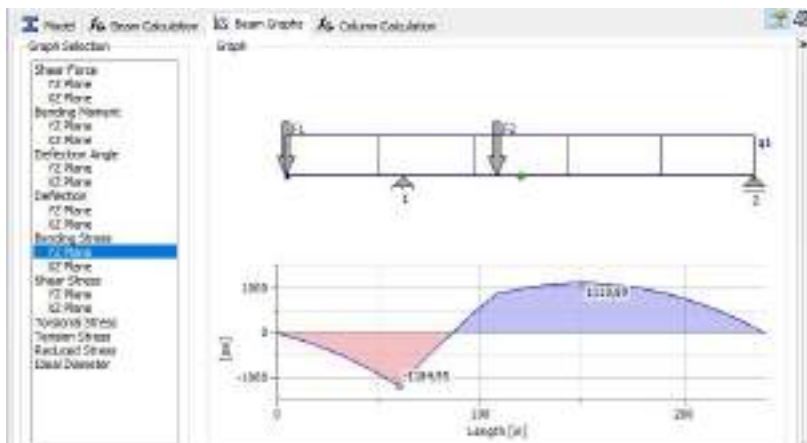 Model Beam Calculation Beam Graphs Column Calculation
Graph Selection
Graph
Shear Force
YZ Plane
XZ Plane
Bending Moment
YZ Plane
XZ Plane
Deflection Angle
YZ Plane
XZ Plane
Deflection
YZ Plane
XZ Plane
Bending Stress
YZ Plane
XZ Plane
Shear Stress
YZ Plane
XZ Plane
Torsional Stress
Tension Stress
Reduced Stress
Ideal Diameter
F1
F2
q1
1
2
1000
0
-1000
[psi]
0
100
200
Length [in]